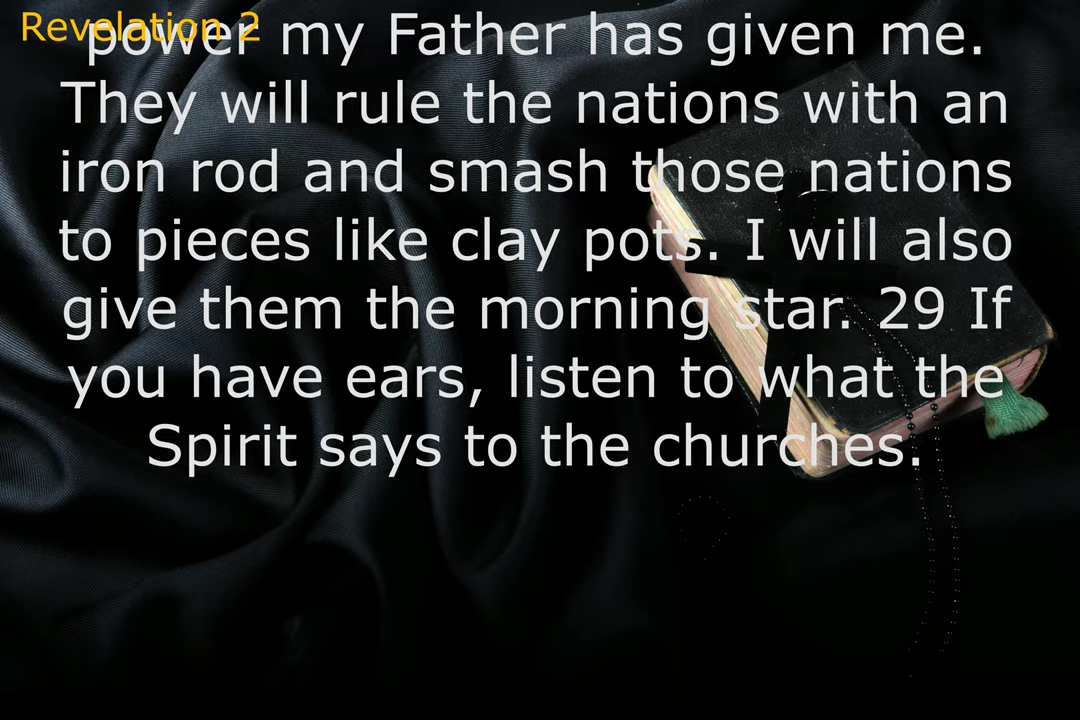 Revelation 2
power my Father has given me.
They will rule the nations with an
iron rod and smash those nations
to pieces like clay pots. I will also
give them the morning star. 29 If
you have ears, listen to what the
Spirit says to the churches.